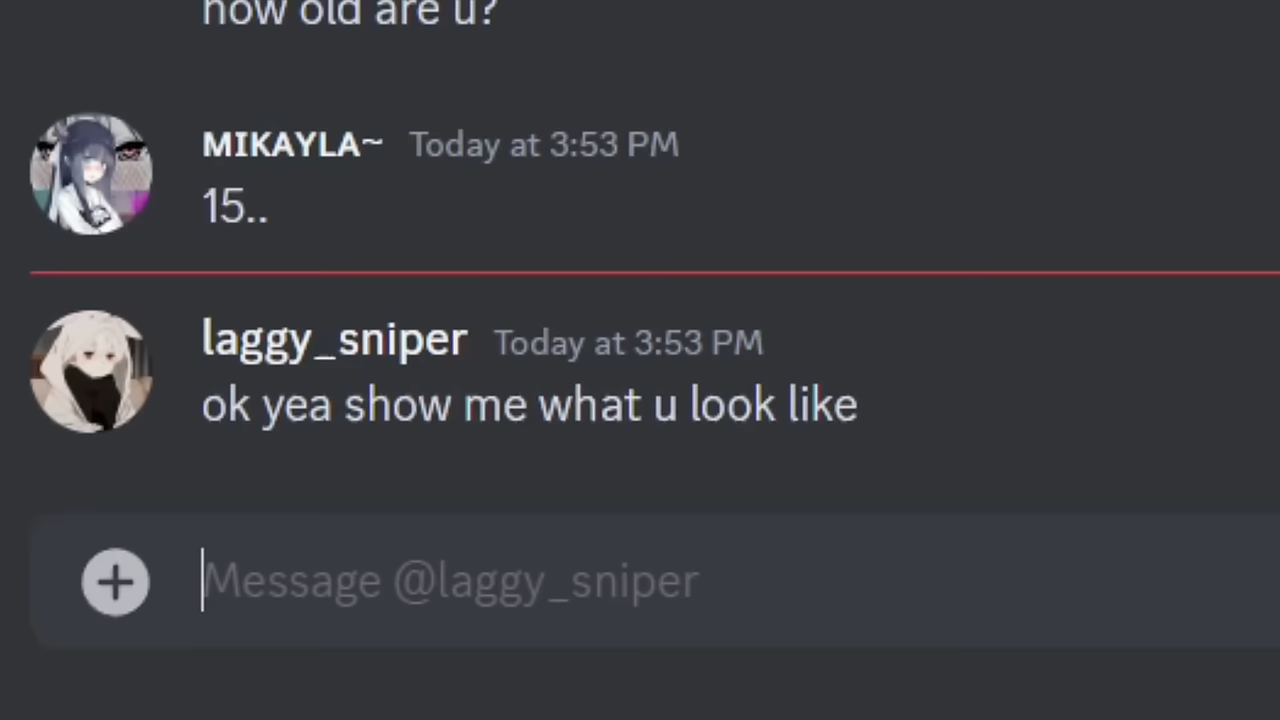 how old are u?
MIKAYLA~ Today at 3:53 PM
15..
laggy_sniper Today at 3:53 PM
ok yea show me what u look like
Message @laggy_sniper